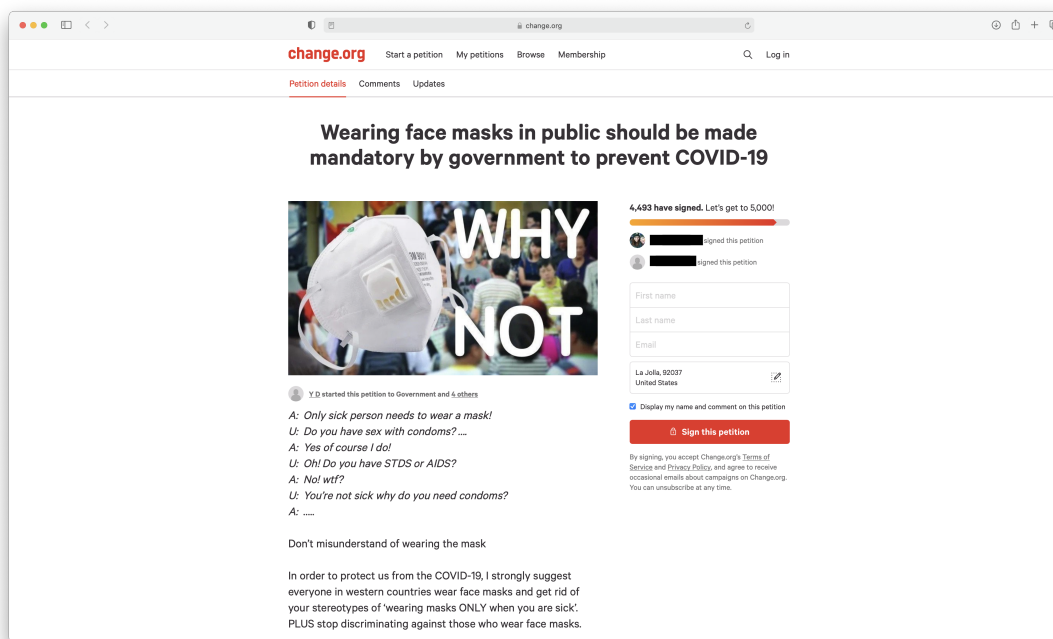 change.org
change.org Start a petition My petitions Browse Membership Log in
Petition details Comments Updates
Wearing face masks in public should be made
mandatory by government to prevent COVID-19
WHY
NOT
4,493 have signed. Let's get to 5,000!
signed this petition
signed this petition
First name
Last name
Email
La Jolla, 92037
United States
Display my name and comment on this petition
Sign this petition
By signing, you accept Change.org's Terms of
Service and Privacy Policy, and agree to receive
occasional emails about campaigns on Change.org.
You can unsubscribe at any time.
Y D started this petition to Government and 4 others
A: Only sick person needs to wear a mask!
U: Do you have sex with condoms? ....
A: Yes of course I do!
U: Oh! Do you have STDS or AIDS?
A: No! wtf?
U: You're not sick why do you need condoms?
A: .....
Don't misunderstand of wearing the mask
In order to protect us from the COVID-19, I strongly suggest
everyone in western countries wear face masks and get rid of
your stereotypes of 'wearing masks ONLY when you are sick'.
PLUS stop discriminating against those who wear face masks.